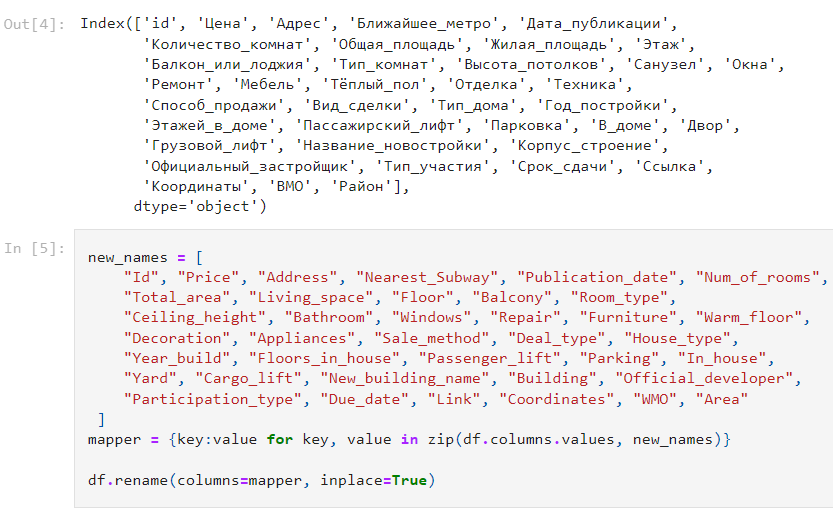 Out[4]: Index(['id', 'Цена', 'Адрес', 'Ближайшее_метро', 'Дата_публикации',
'Количество_комнат', 'Общая_площадь', 'Жилая_площадь', 'Этаж',
'Балкон_или_лоджия', 'Тип_комнат', 'Высота_потолков', 'Санузел', 'Окна',
'Ремонт', 'Мебель', 'Тёплый_пол', 'Отделка', 'Техника',
'Способ_продажи', 'Вид_сделки', 'Тип_дома', 'Год_постройки',
'Этажей_в_доме', 'Пассажирский_лифт', 'Парковка', 'В_доме', 'Двор',
'Грузовой_лифт', 'Название_новостройки', 'Корпус_строение',
'Официальный_застройщик', 'Тип_участия', 'Срок_сдачи', 'Ссылка',
'Координаты', 'ВМО', 'Район'],
dtype='object')
In [5]:
new_names = [
"Id", "Price", "Address", "Nearest_Subway", "Publication_date", "Num_of_rooms",
"Total_area", "Living_space", "Floor", "Balcony", "Room_type",
"Ceiling_height", "Bathroom", "Windows", "Repair", "Furniture", "Warm_floor",
"Decoration", "Appliances", "Sale_method", "Deal_type", "House_type",
"Year_build", "Floors_in_house", "Passenger_lift", "Parking", "In_house",
"Yard", "Cargo_lift", "New_building_name", "Building", "Official_developer",
"Participation_type", "Due_date", "Link", "Coordinates", "WMO", "Area"
]
mapper = {key:value for key, value in zip(df.columns.values, new_names)}
df.rename(columns=mapper, inplace=True)